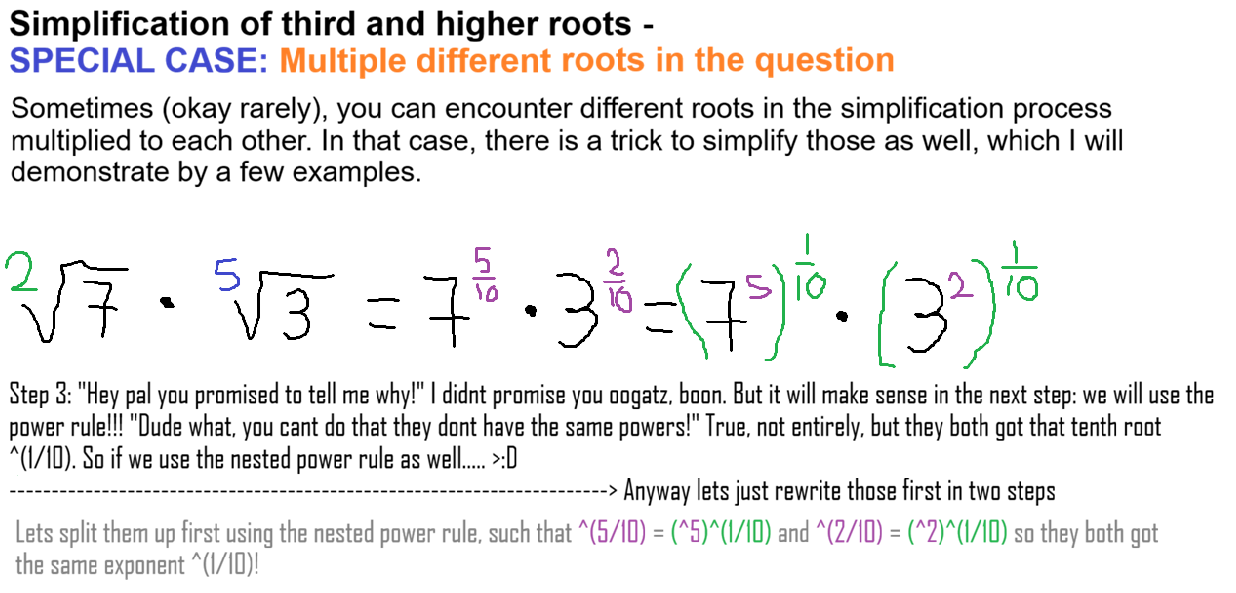 Simplification of third and higher roots -
SPECIAL CASE: Multiple different roots in the question
Sometimes (okay rarely), you can encounter different roots in the simplification process
multiplied to each other. In that case, there is a trick to simplify those as well, which I will
demonstrate by a few examples.
²√7 · ⁵√3 = 7^(5/10) · 3^(2/10) = (7^5)^(1/10) · (3^2)^(1/10)
Step 3: "Hey pal you promised to tell me why!" I didnt promise you oogatz, boon. But it will make sense in the next step: we will use the
power rule!!! "Dude what, you cant do that they dont have the same powers!" True, not entirely, but they both got that tenth root
^(1/10). So if we use the nested power rule as well..... >:D
----------------------------------------------------------------------> Anyway lets just rewrite those first in two steps
Lets split them up first using the nested power rule, such that ^(5/10) = (^5)^(1/10) and ^(2/10) = (^2)^(1/10) so they both got
the same exponent ^(1/10)!